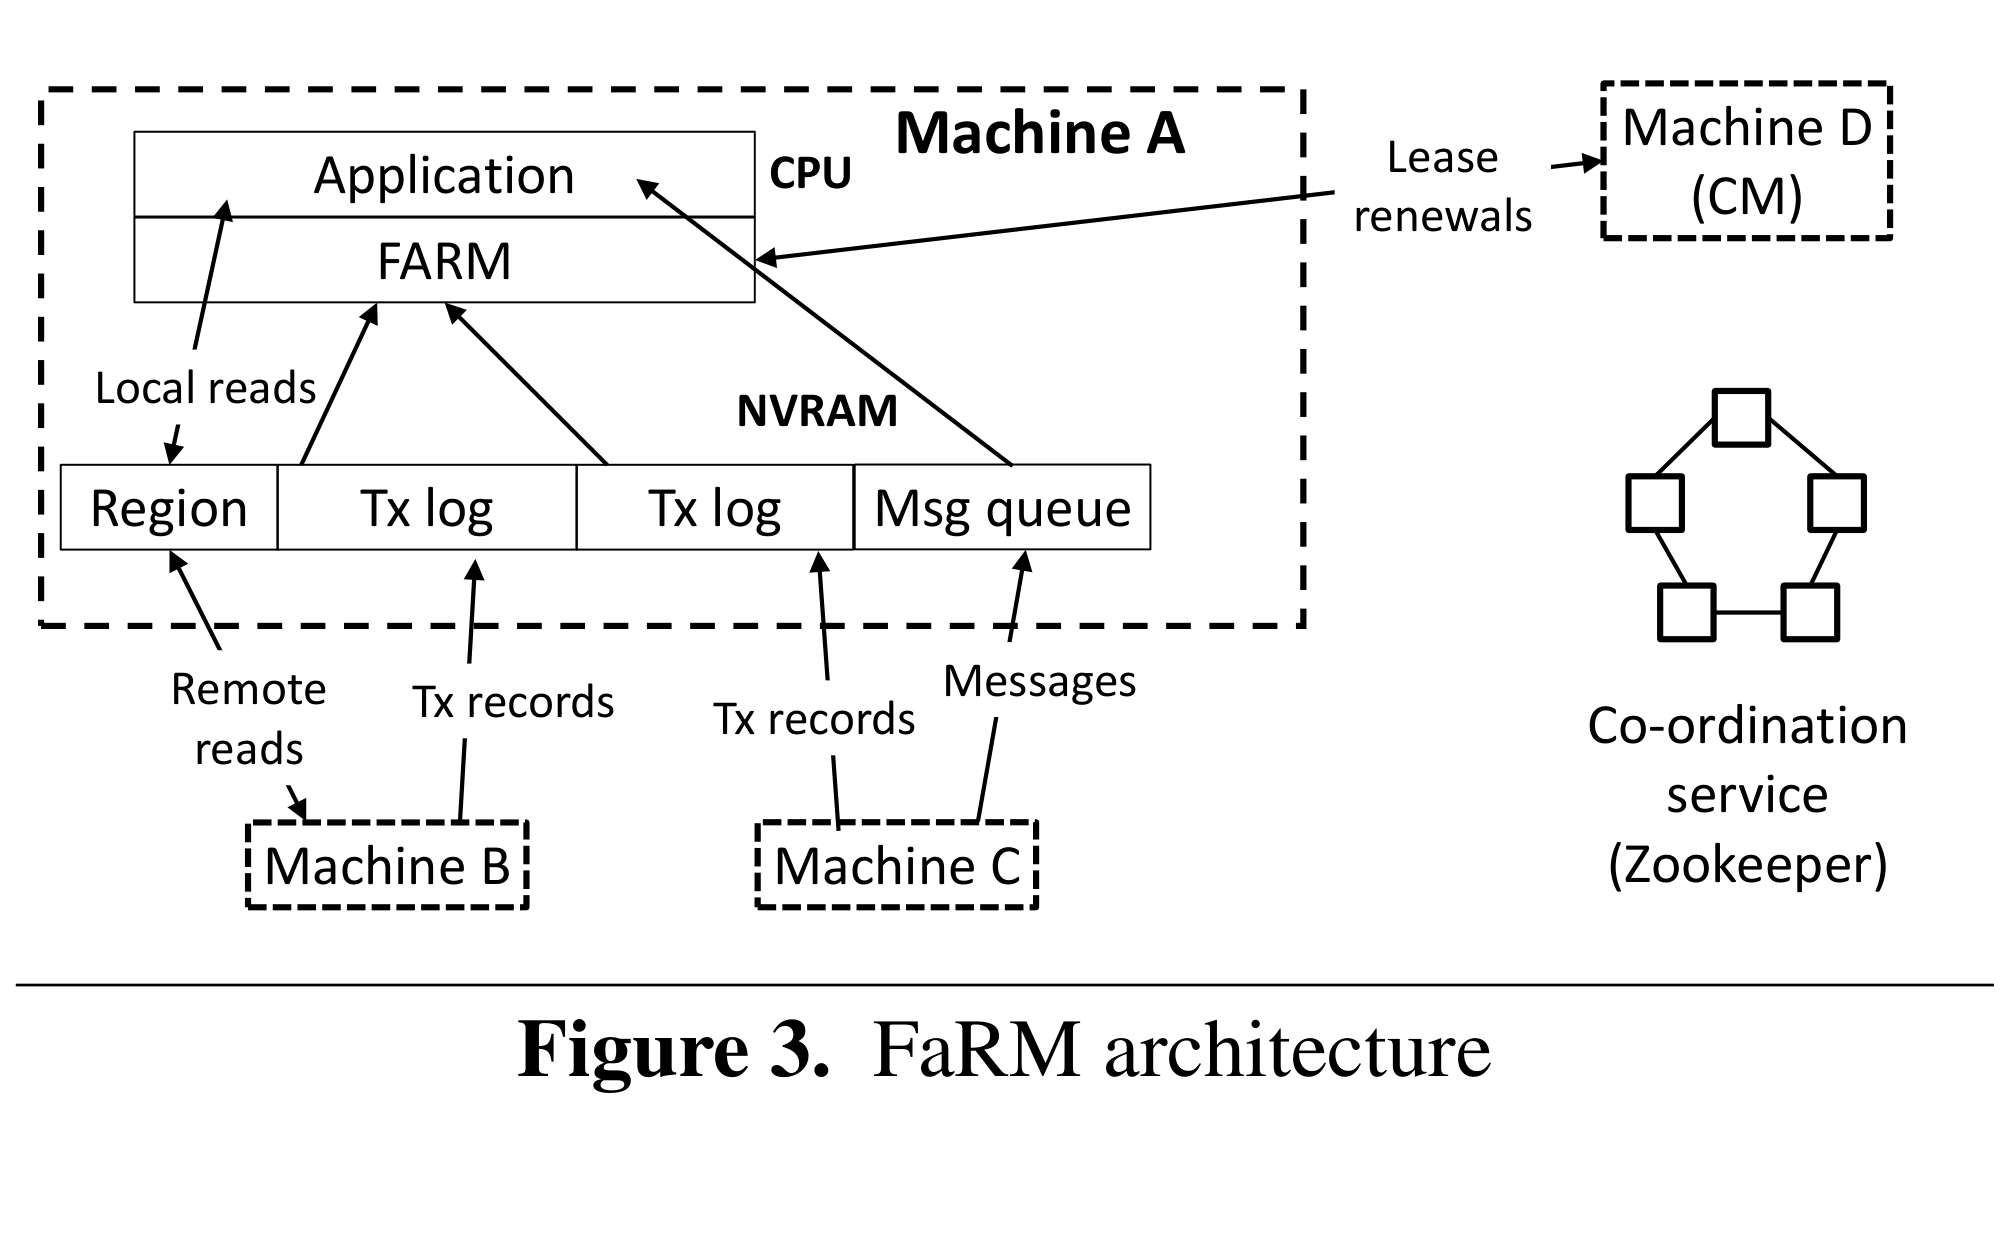 Machine A
Application
CPU
FARM
Local reads
NVRAM
Region
Tx log
Tx log
Msg queue
Remote
reads
Tx records
Tx records
Messages
Machine B
Machine C
Lease
renewals
Machine D
(CM)
Co-ordination
service
(Zookeeper)
Figure 3. FaRM architecture